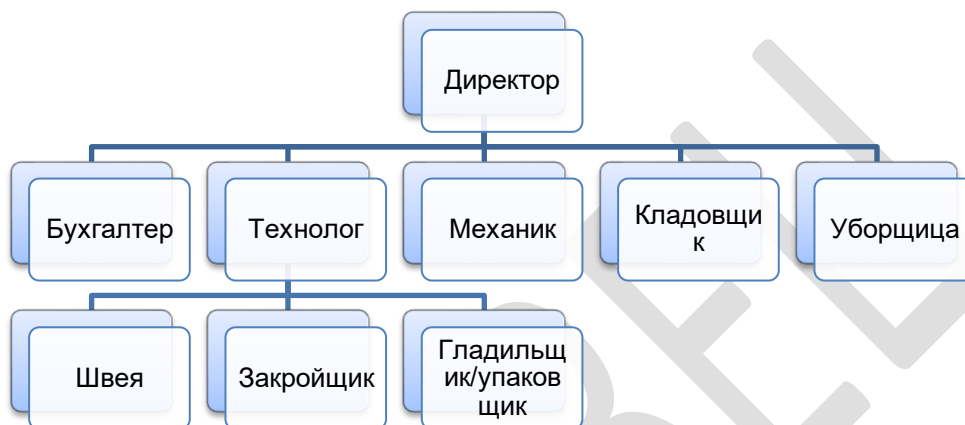 Директор
Бухгалтер
Технолог
Механик
Кладовщи
к
Уборщица
Швея
Закройщик
Гладильщ
ик/упаков
щик